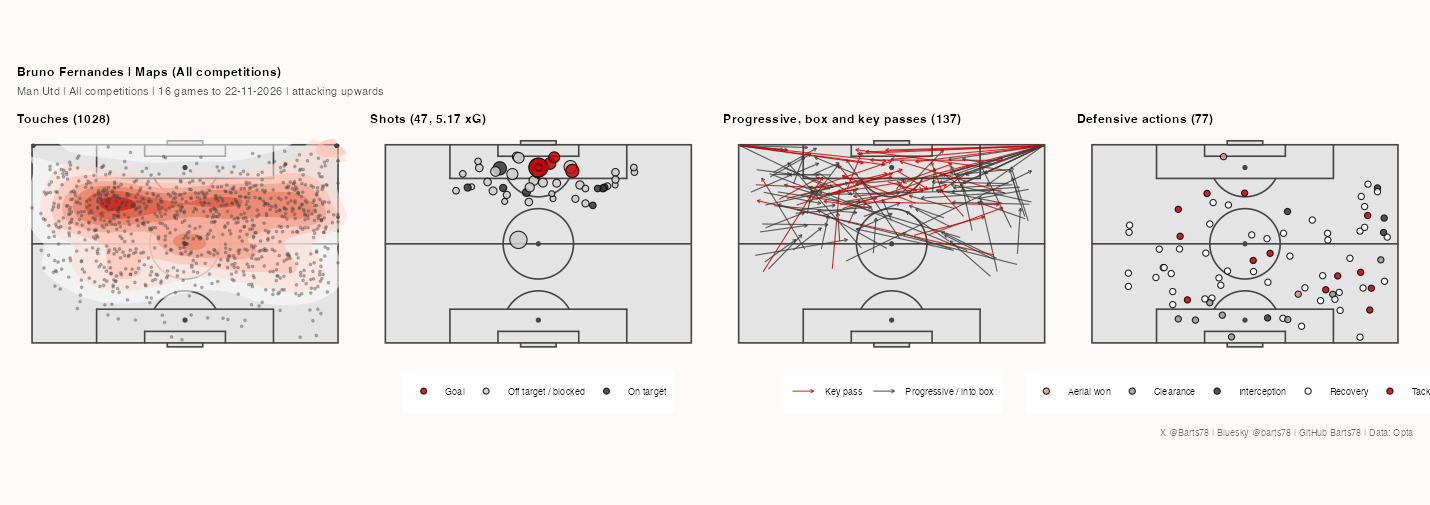 Bruno Fernandes | Maps (All competitions)
Man Utd | All competitions | 16 games to 22-11-2026 | attacking upwards
Touches (1028)
Shots (47, 5.17 xG)
Progressive, box and key passes (137)
Defensive actions (77)
Goal
Off target / blocked
On target
Key pass
Progressive / Into box
Aerial won
Clearance
Interception
Recovery
Tack
X @Barts78 | Bluesky @barts78 | GitHub Barts78 | Data: Opta